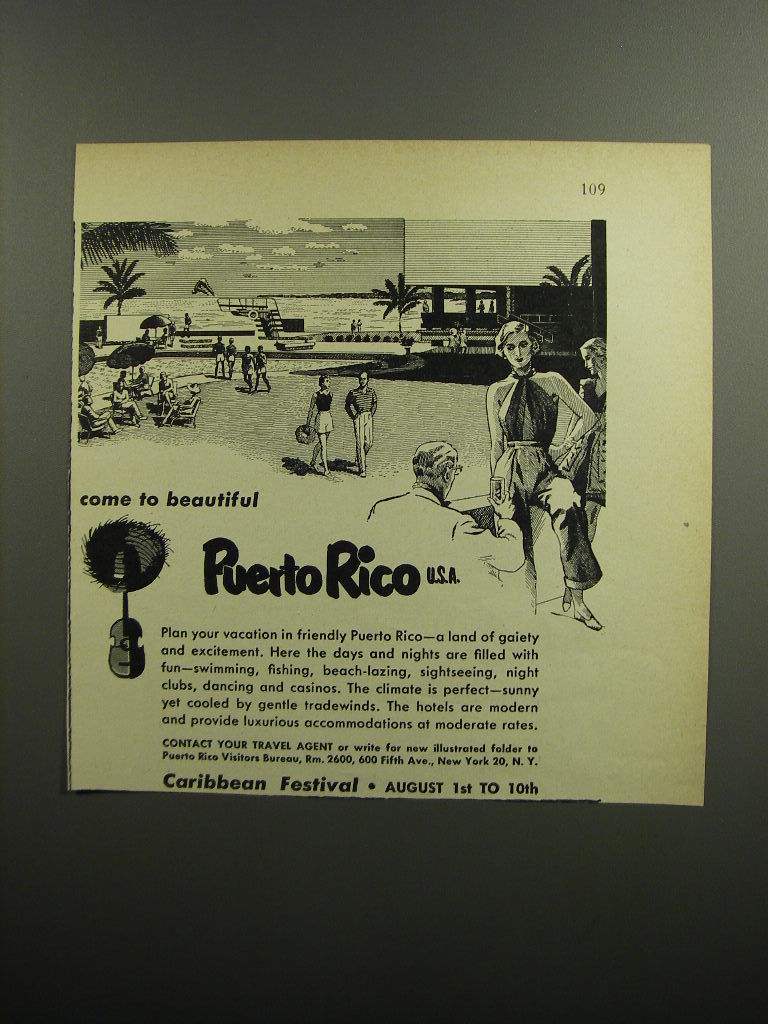 109
come to beautiful
Puerto Rico U.S.A.
Plan your vacation in friendly Puerto Rico—a land of gaiety
and excitement. Here the days and nights are filled with
fun—swimming, fishing, beach-lazing, sightseeing, night
clubs, dancing and casinos. The climate is perfect—sunny
yet cooled by gentle tradewinds. The hotels are modern
and provide luxurious accommodations at moderate rates.
CONTACT YOUR TRAVEL AGENT or write for new illustrated folder to
Puerto Rico Visitors Bureau, Rm. 2600, 600 Fifth Ave., New York 20, N. Y.
Caribbean Festival • AUGUST 1st TO 10th